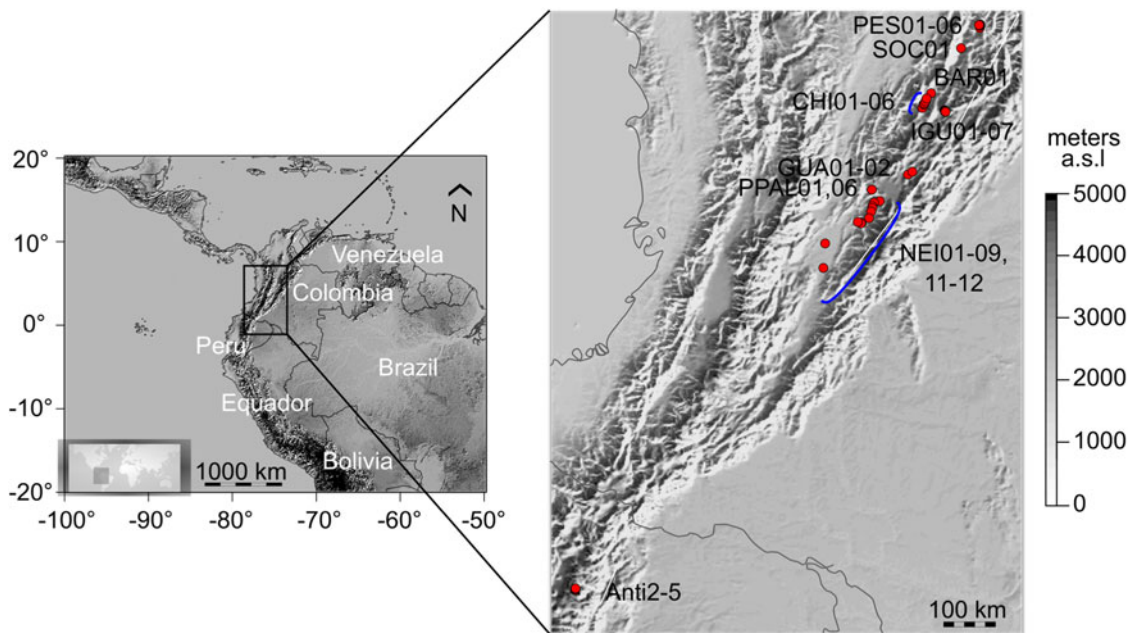 20°
10°
0°
-10°
-20°
-100°
-90°
-80°
-70°
-60°
-50°
N
Venezuela
Colombia
Peru
Brazil
Equador
Bolivia
1000 km
PES01-06
SOC01
BAR01
CHI01-06
IGU01-07
GUA01-02
PPAL01,06
NEI01-09,
11-12
Anti2-5
100 km
meters
a.s.l
5000
4000
3000
2000
1000
0